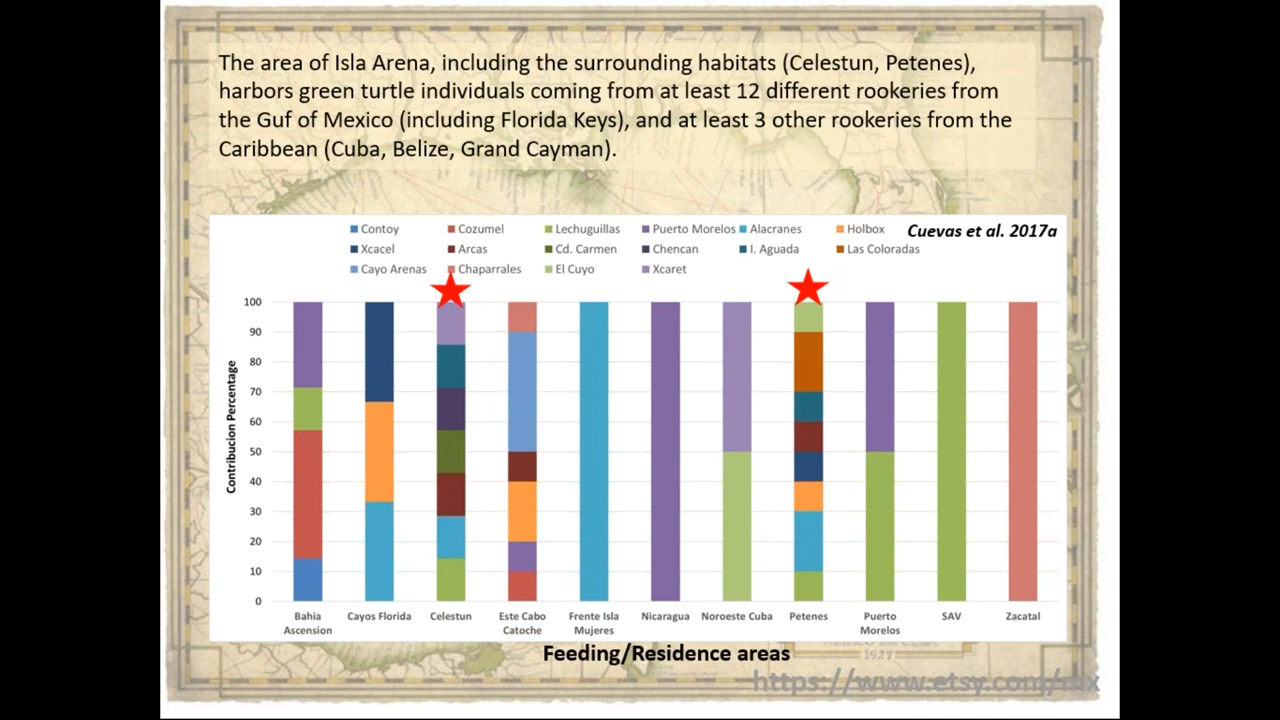 The area of Isla Arena, including the surrounding habitats (Celestun, Petenes),
harbors green turtle individuals coming from at least 12 different rookeries from
the Guf of Mexico (including Florida Keys), and at least 3 other rookeries from the
Caribbean (Cuba, Belize, Grand Cayman).
Contoy Cozumel Lechuguillas Puerto Morelos Alacranes Holbox
Cuevas et al. 2017a
Xcacel Arcas Cd. Carmen Chencan I. Aguada Las Coloradas
Cayo Arenas Chaparrales El Cuyo Xcaret
Contribucion Percentage
100
90
80
70
60
50
40
30
20
10
0
Bahia Ascension
Cayos Florida
Celestun
Este Cabo Catoche
Frente Isla Mujeres
Nicaragua
Noroeste Cuba
Petenes
Puerto Morelos
SAV
Zacatal
Feeding/Residence areas
1927
https://www.etsy.com/mx